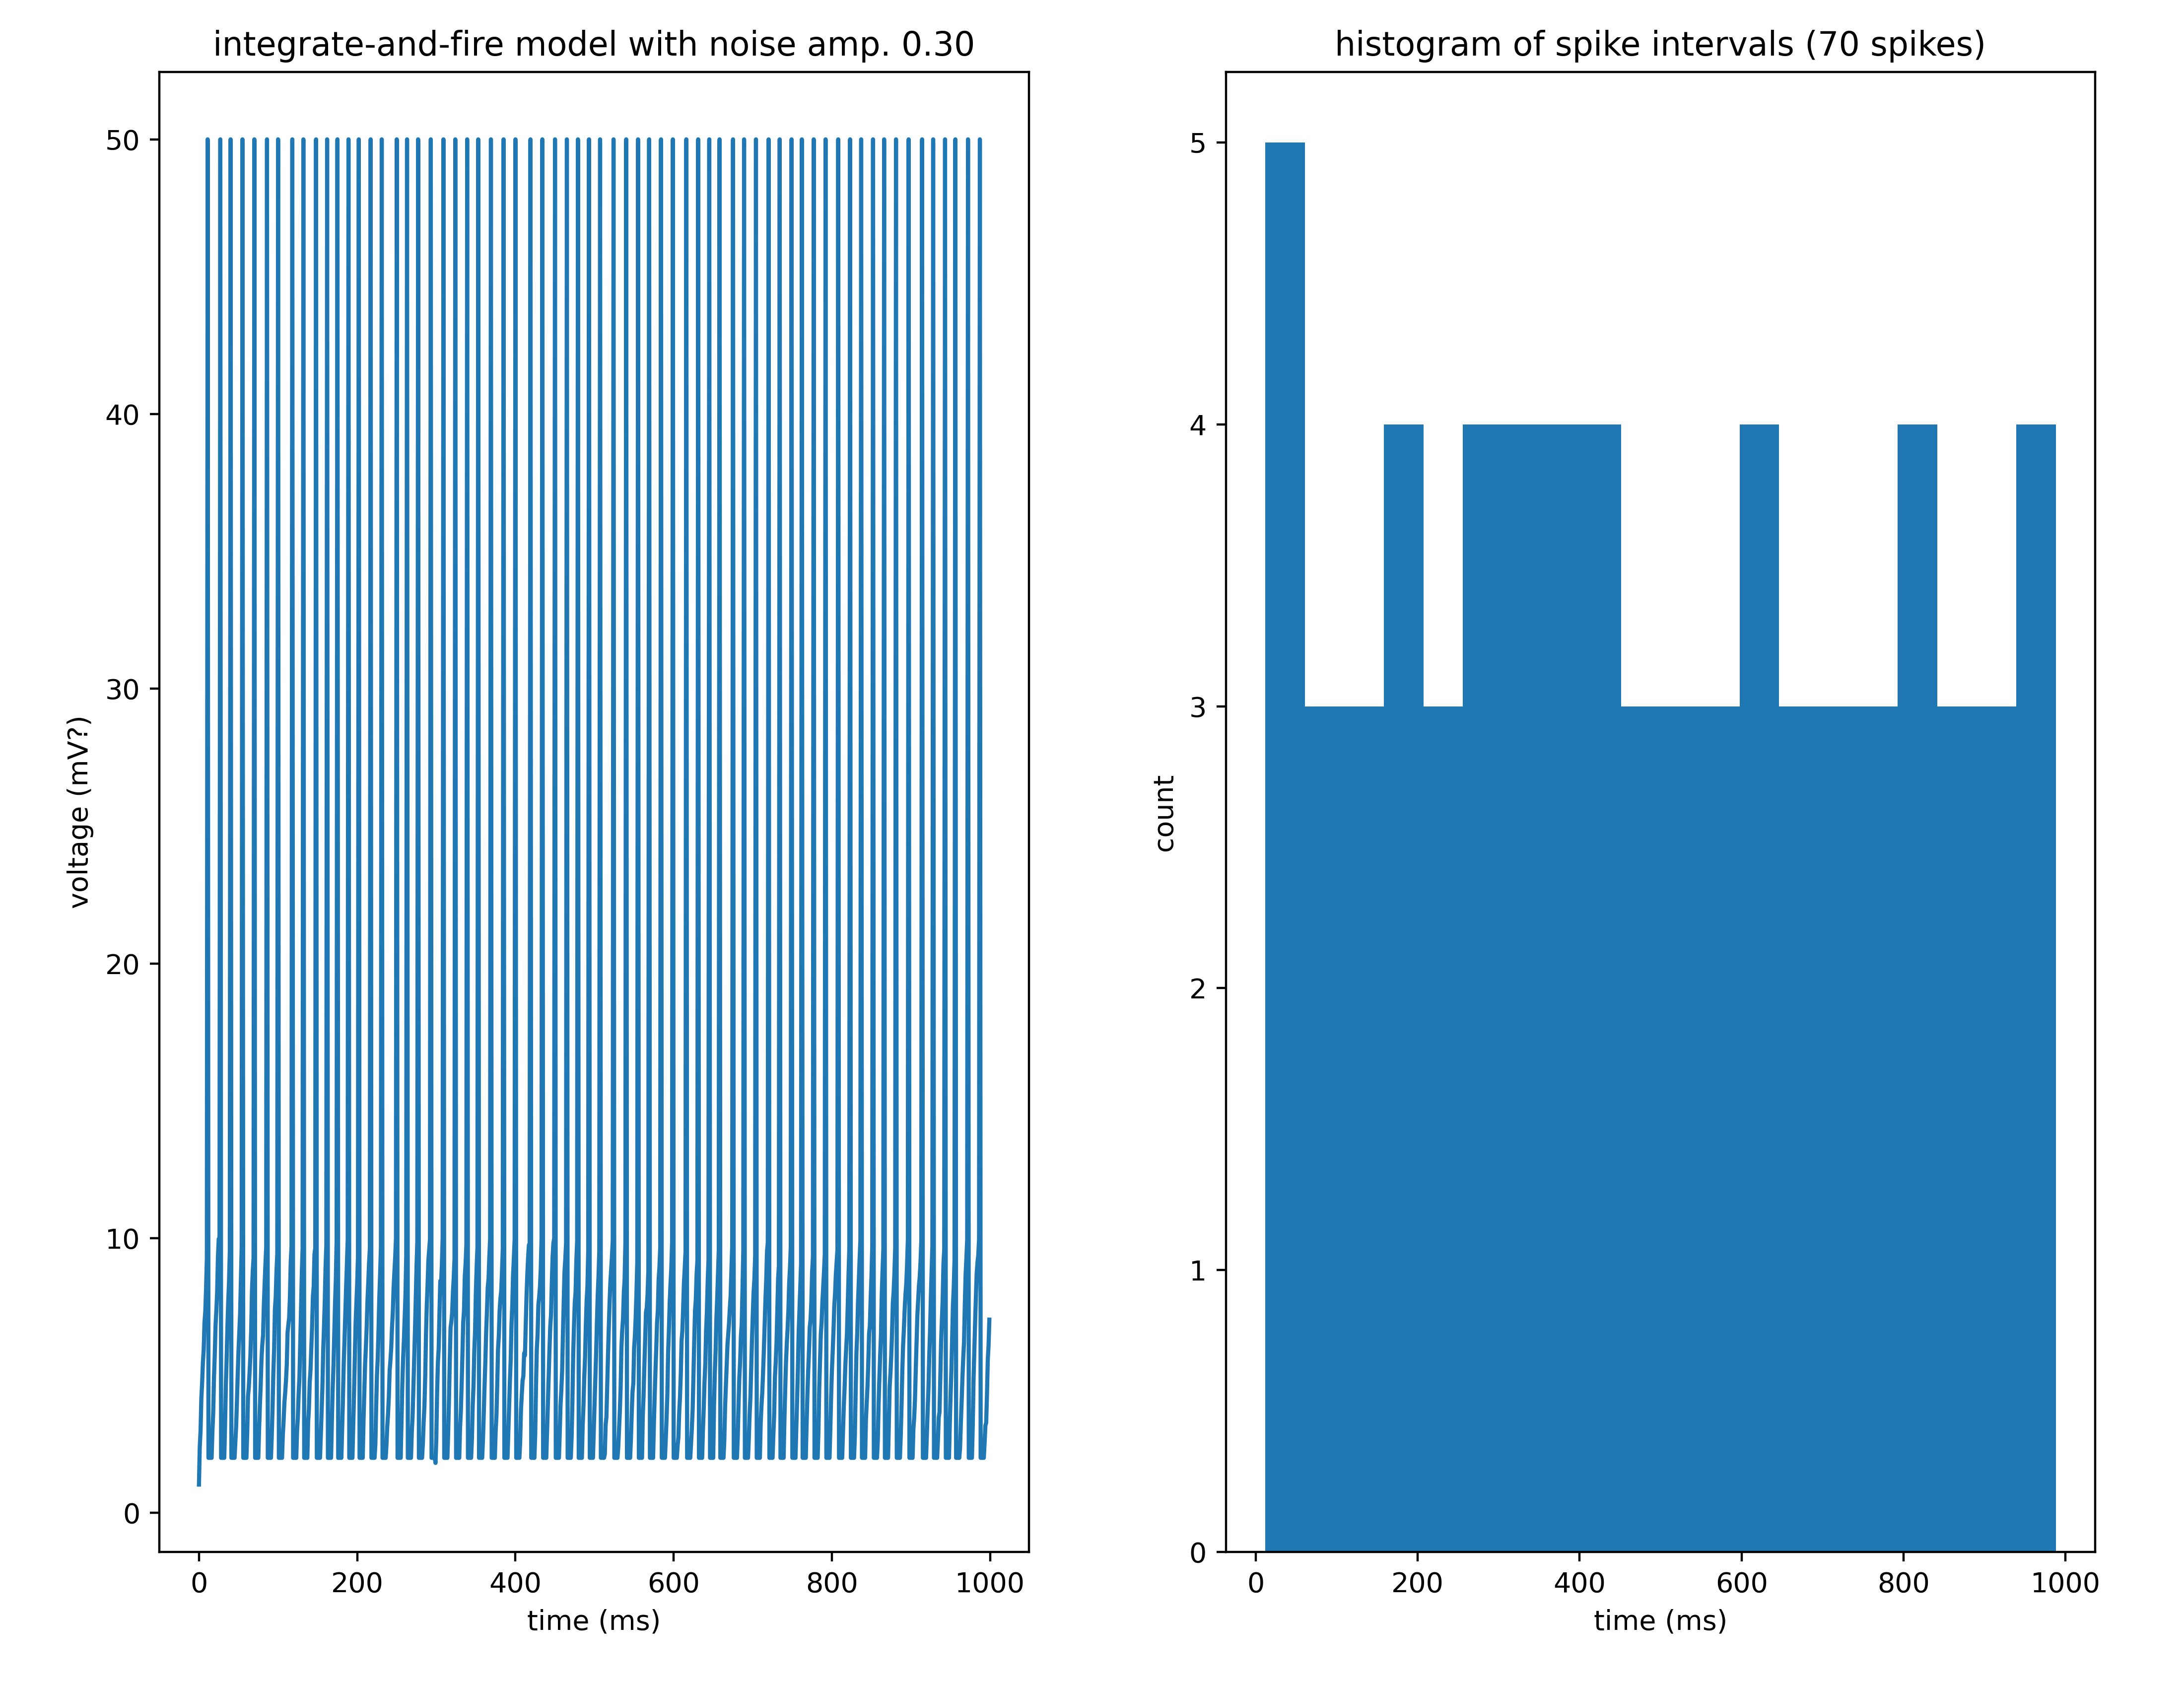 integrate-and-fire model with noise amp. 0.30
50
40
30
20
10
0
voltage (mV?)
0 200 400 600 800 1000
time (ms)
histogram of spike intervals (70 spikes)
5
4
3
2
1
0
count
0 200 400 600 800 1000
time (ms)